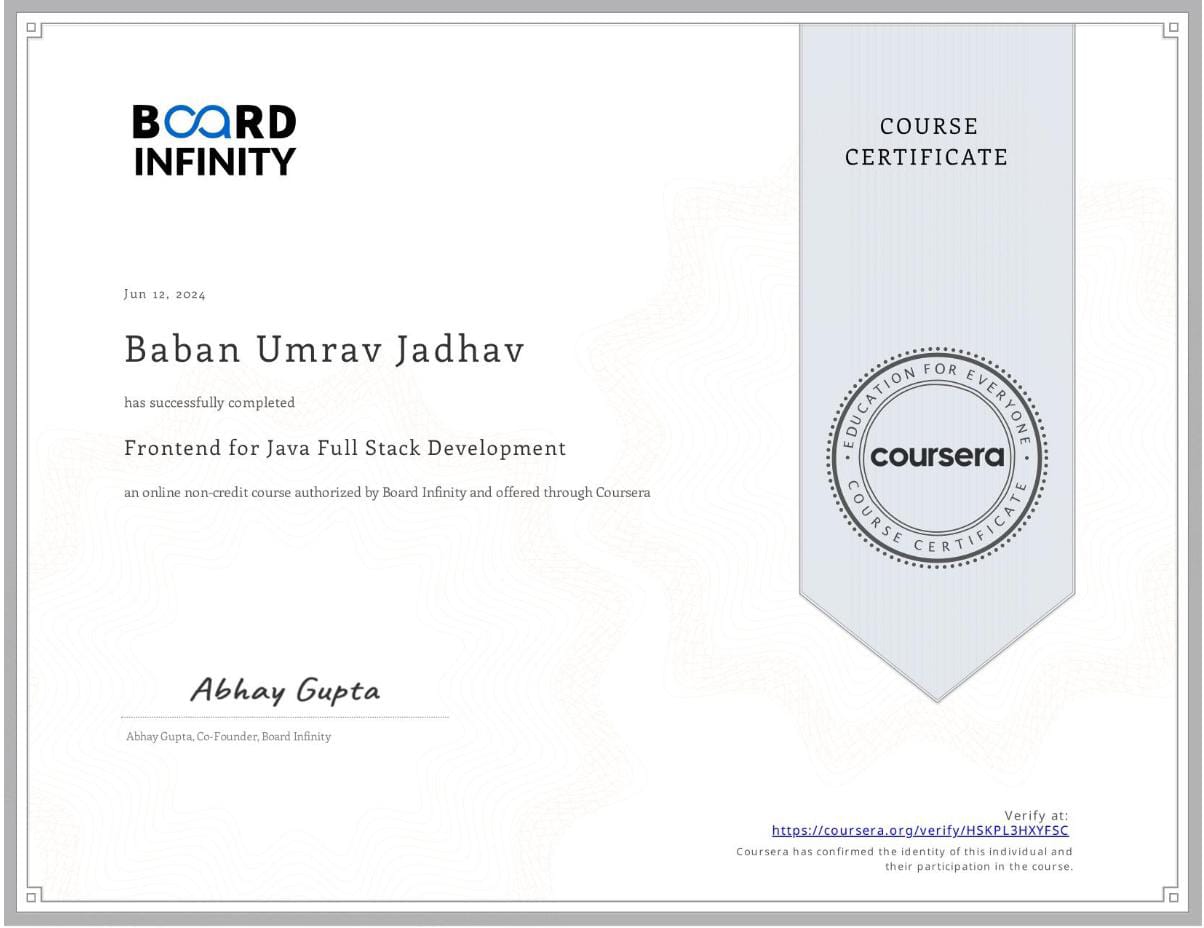 BOARD
INFINITY
COURSE
CERTIFICATE
Jun 12, 2024
Baban Umrav Jadhav
has successfully completed
Frontend for Java Full Stack Development
an online non-credit course authorized by Board Infinity and offered through Coursera
EDUCATION FOR EVERYONE
coursera
COURSE CERTIFICATE
Abhay Gupta
Abhay Gupta, Co-Founder, Board Infinity
Verify at:
https://coursera.org/verify/HSKPL3HXYFSC
Coursera has confirmed the identity of this individual and
their participation in the course.